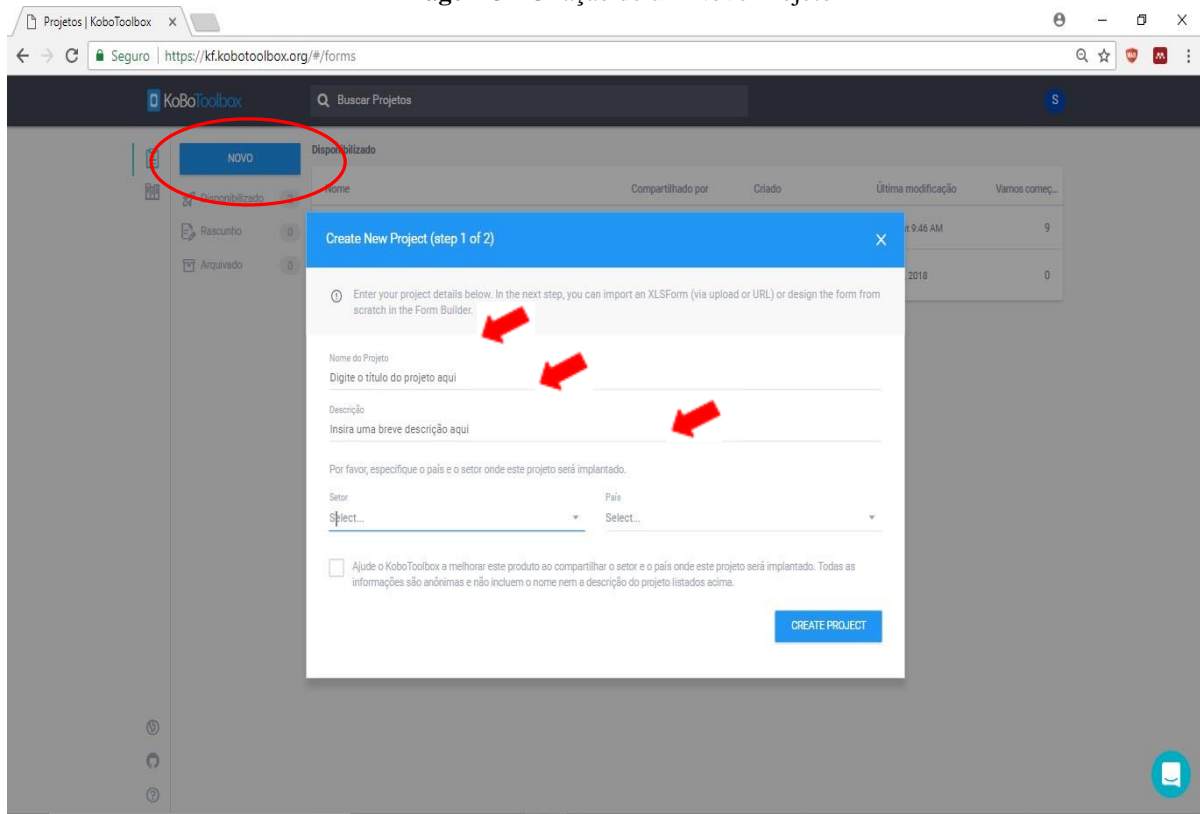 Projetos | KoboToolbox
Seguro | https://kf.kobotoolbox.org/#/forms
KoBoToolbox
Buscar Projetos
S
NOVO
Disponibilizado
Disponibilizado
Rascunho 0
Arquivado 0
Nome Compartilhado por Criado Última modificação Vamos começ...
9:46 AM 9
2018 0
Create New Project (step 1 of 2)
Enter your project details below. In the next step, you can import an XLSForm (via upload or URL) or design the form from
scratch in the Form Builder.
Nome do Projeto
Digite o título do projeto aqui
Descrição
Insira uma breve descrição aqui
Por favor, especifique o país e o setor onde este projeto será implantado.
Setor País
Select... Select...
Ajude o KoboToolbox a melhorar este produto ao compartilhar o setor e o país onde este projeto será implantado. Todas as
informações são anônimas e não incluem o nome nem a descrição do projeto listados acima.
CREATE PROJECT